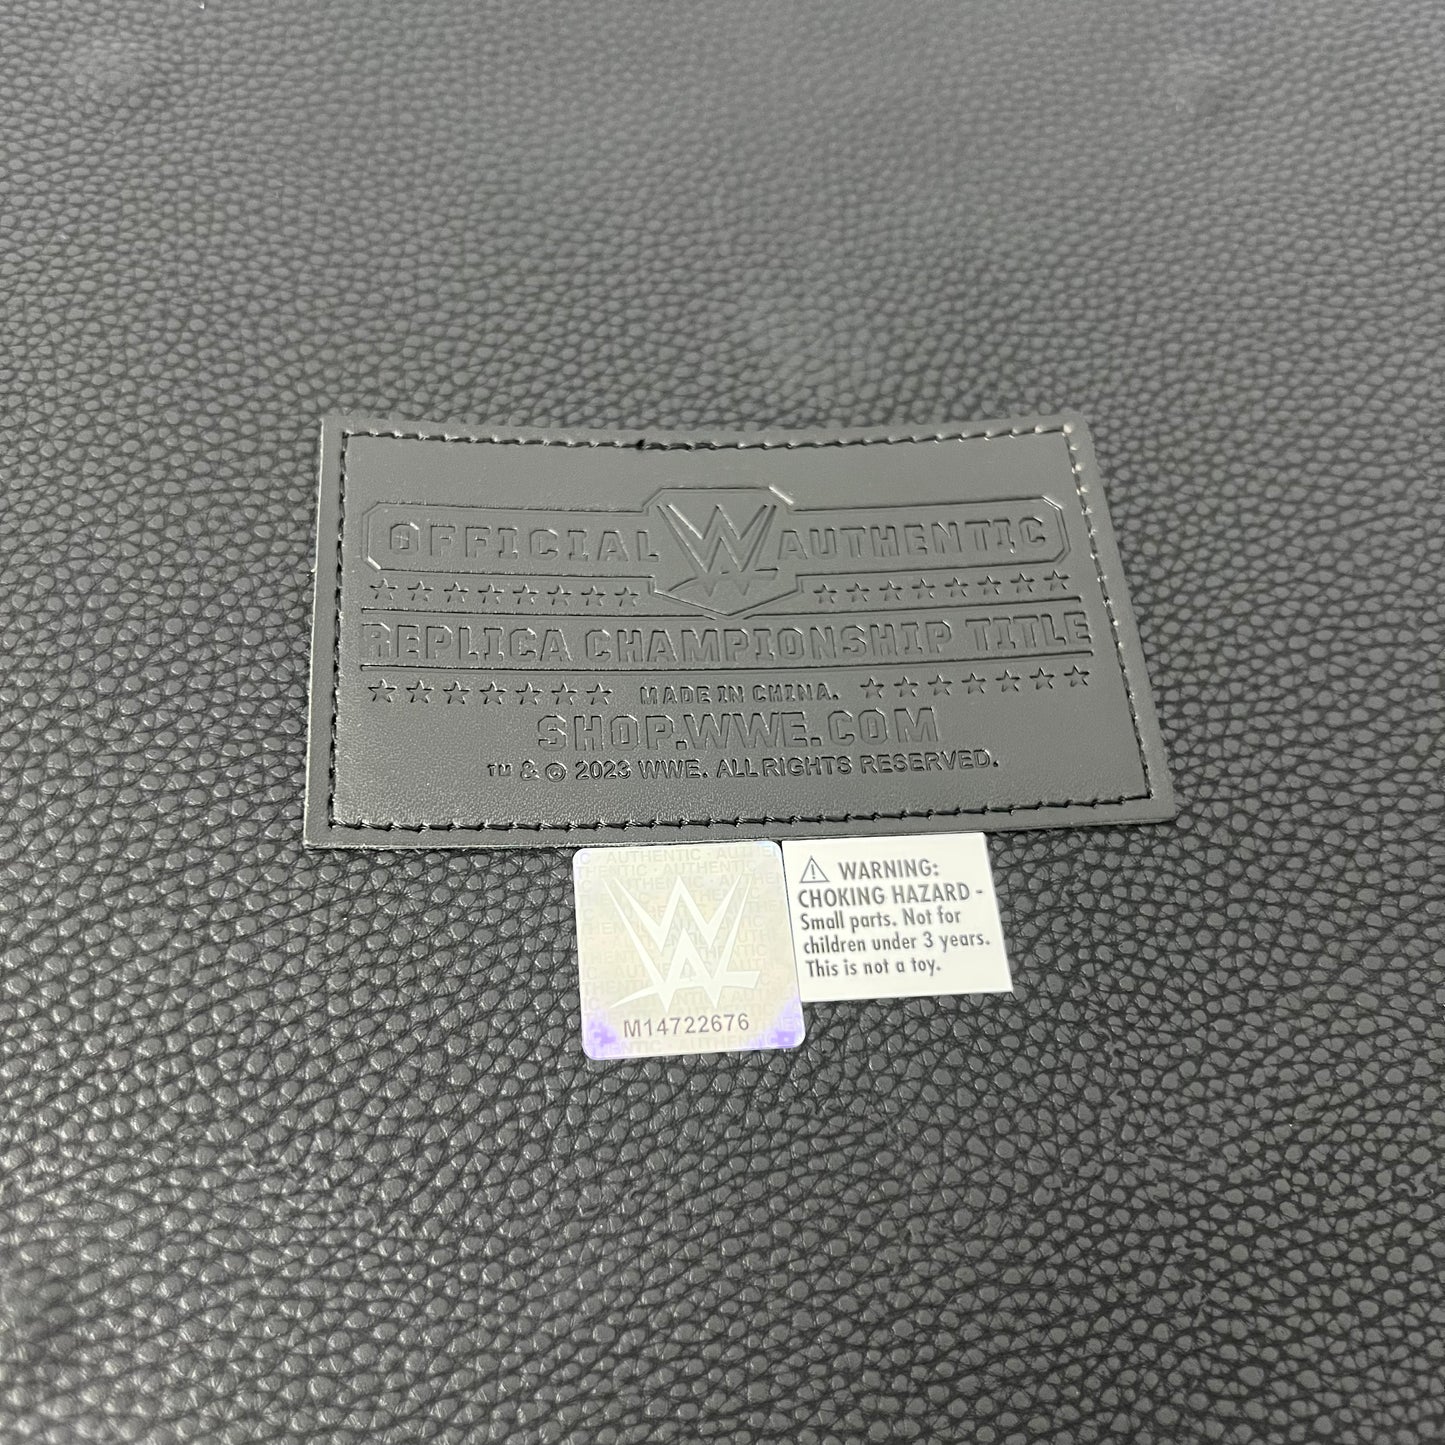 OFFICIAL W AUTHENTIC
REPLICA CHAMPIONSHIP TITLE
MADE IN CHINA.
SHOP.WWE.COM
™ & © 2023 WWE. ALL RIGHTS RESERVED.
AUTHENTIC
W
M14722676
⚠ WARNING:
CHOKING HAZARD -
Small parts. Not for
children under 3 years.
This is not a toy.